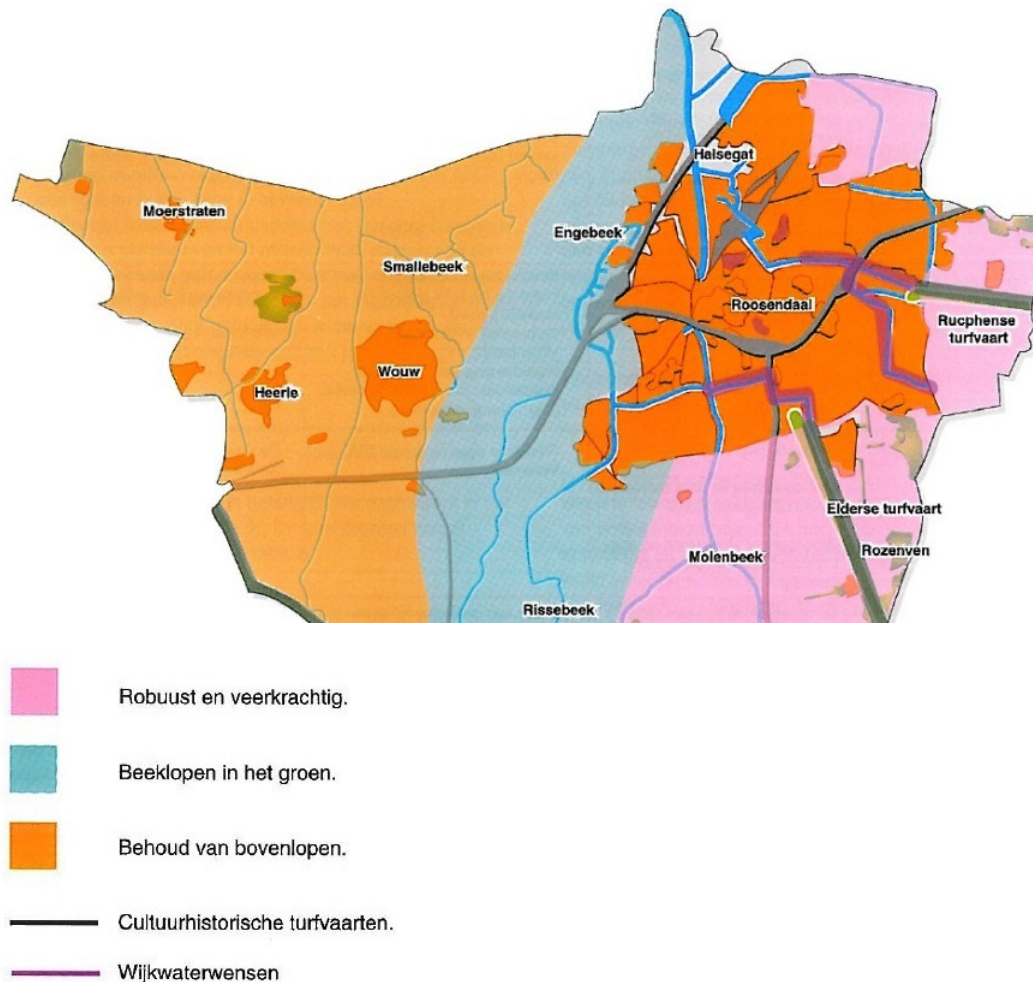 Halsegat
Moerstraten
Engebeek
Smallebeek
Roosendaal
Rucphense
turfvaart
Wouw
Heerle
Elderse turfvaart
Rozenven
Molenbeek
Rissebeek
Robuust en veerkrachtig.
Beeklopen in het groen.
Behoud van bovenlopen.
Cultuurhistorische turfvaarten.
Wijkwaterwensen